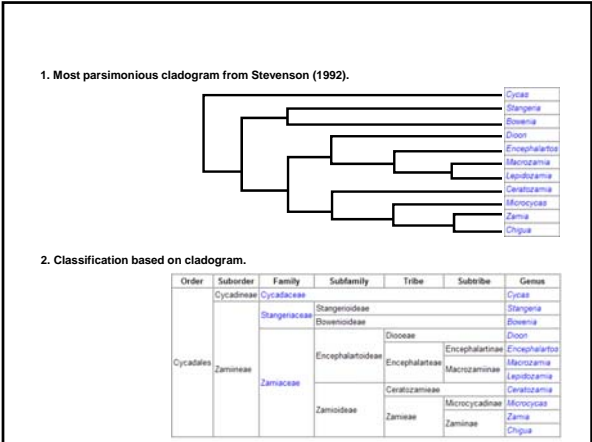 1. Most parsimonious cladogram from Stevenson (1992).
Cycas
Stangeria
Bowenia
Dioon
Encephalartos
Macrozamia
Lepidozamia
Ceratozamia
Microcycas
Zamia
Chigua
2. Classification based on cladogram.
Order Suborder Family Subfamily Tribe Subtribe Genus
Cycadineae Cycadaceae Cycas
Stangeriaceae Stangerioideae Stangeria
Bowenioideae Bowenia
Diooeae Dioon
Encephalartoideae Encephalarteae Encephalartinae Encephalartos
Cycadales Zamiineae Macrozamiinae Macrozamia
Lepidozamia
Zamiaceae Ceratozamieae Ceratozamia
Zamioideae Zamieae Microcycadinae Microcycas
Zamiinae Zamia
Chigua